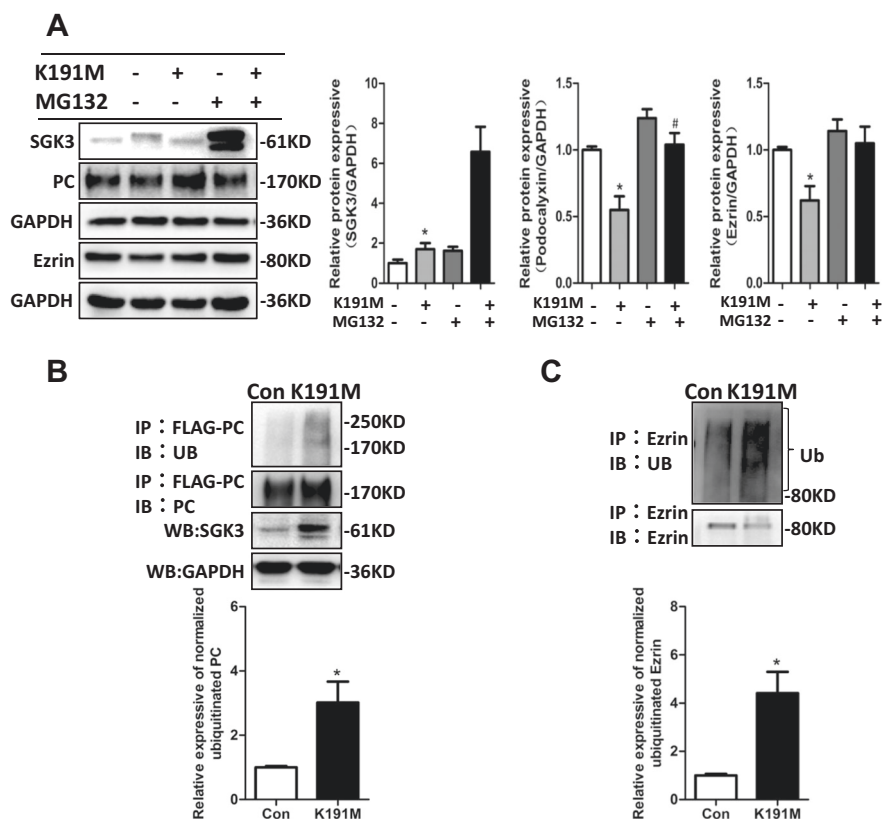 A
K191M - + - +
MG132 - - + +
SGK3 -61KD
PC -170KD
GAPDH -36KD
Ezrin -80KD
GAPDH -36KD
Relative protein expressive
(SGK3/GAPDH)
10
8
6
4
2
0
K191M - + - +
MG132 - - + +
*
Relative protein expressive
(Podocalyxin/GAPDH)
1.5
1.0
0.5
0.0
K191M - + - +
MG132 - - + +
*
#
Relative protein expressive
(Ezrin/GAPDH)
1.5
1.0
0.5
0.0
K191M - + - +
MG132 - - + +
*
B
Con K191M
IP：FLAG-PC
IB：UB
-250KD
-170KD
IP：FLAG-PC
IB：PC
-170KD
WB:SGK3 -61KD
WB:GAPDH -36KD
Relative expressive of normalized
ubiquitinated PC
6
4
2
0
*
Con K191M
C
Con K191M
IP：Ezrin
IB：UB
Ub
-80KD
IP：Ezrin
IB：Ezrin
-80KD
Relative expressive of normalized
ubiquitinated Ezrin
8
6
4
2
0
*
Con K191M